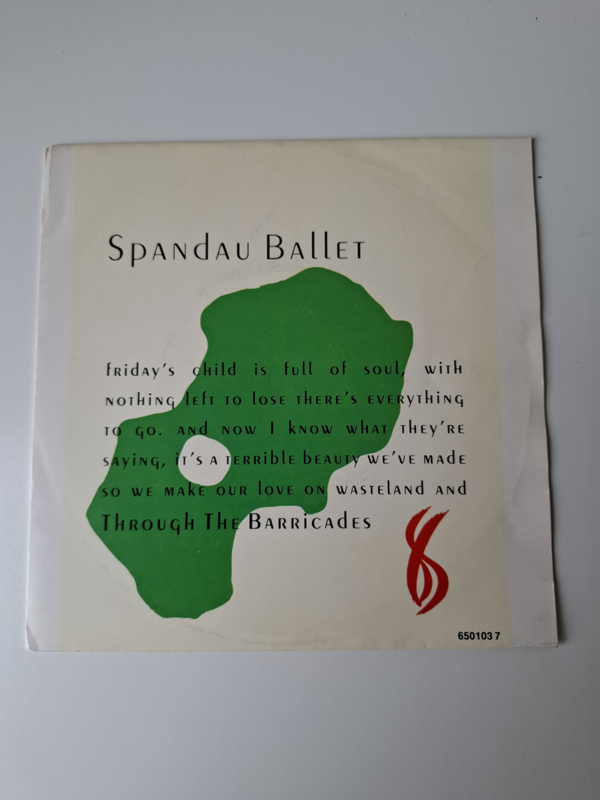 Spandau Ballet
friday's child is full of soul, with
nothing left to lose there's everything
to go. and now I know what they're
saying, it's a terrible beauty we've made
so we make our love on wasteland and
Through The Barricades
650103 7